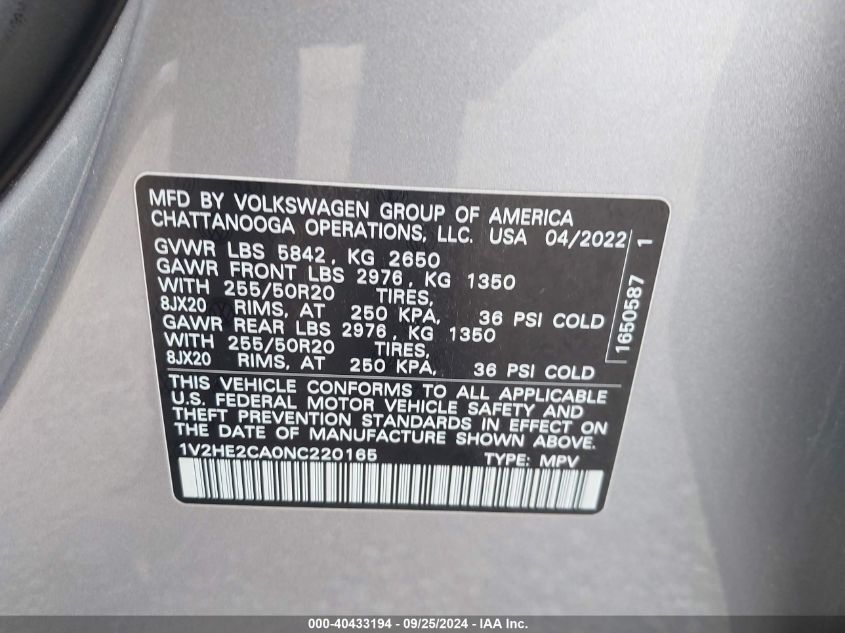 MFD BY VOLKSWAGEN GROUP OF AMERICA
CHATTANOOGA OPERATIONS, LLC. USA 04/2022
GVWR LBS 5842, KG 2650
GAWR FRONT LBS 2976, KG 1350
WITH 255/50R20 TIRES,
8JX20 RIMS, AT 250 KPA, 36 PSI COLD
GAWR REAR LBS 2976, KG 1350
WITH 255/50R20 TIRES,
8JX20 RIMS, AT 250 KPA, 36 PSI COLD
THIS VEHICLE CONFORMS TO ALL APPLICABLE
U.S. FEDERAL MOTOR VEHICLE SAFETY AND
THEFT PREVENTION STANDARDS IN EFFECT ON
THE DATE OF MANUFACTURE SHOWN ABOVE.
1V2HE2CA0NC220165 TYPE: MPV
1650587 1
000-40433194 - 09/25/2024 - IAA Inc.